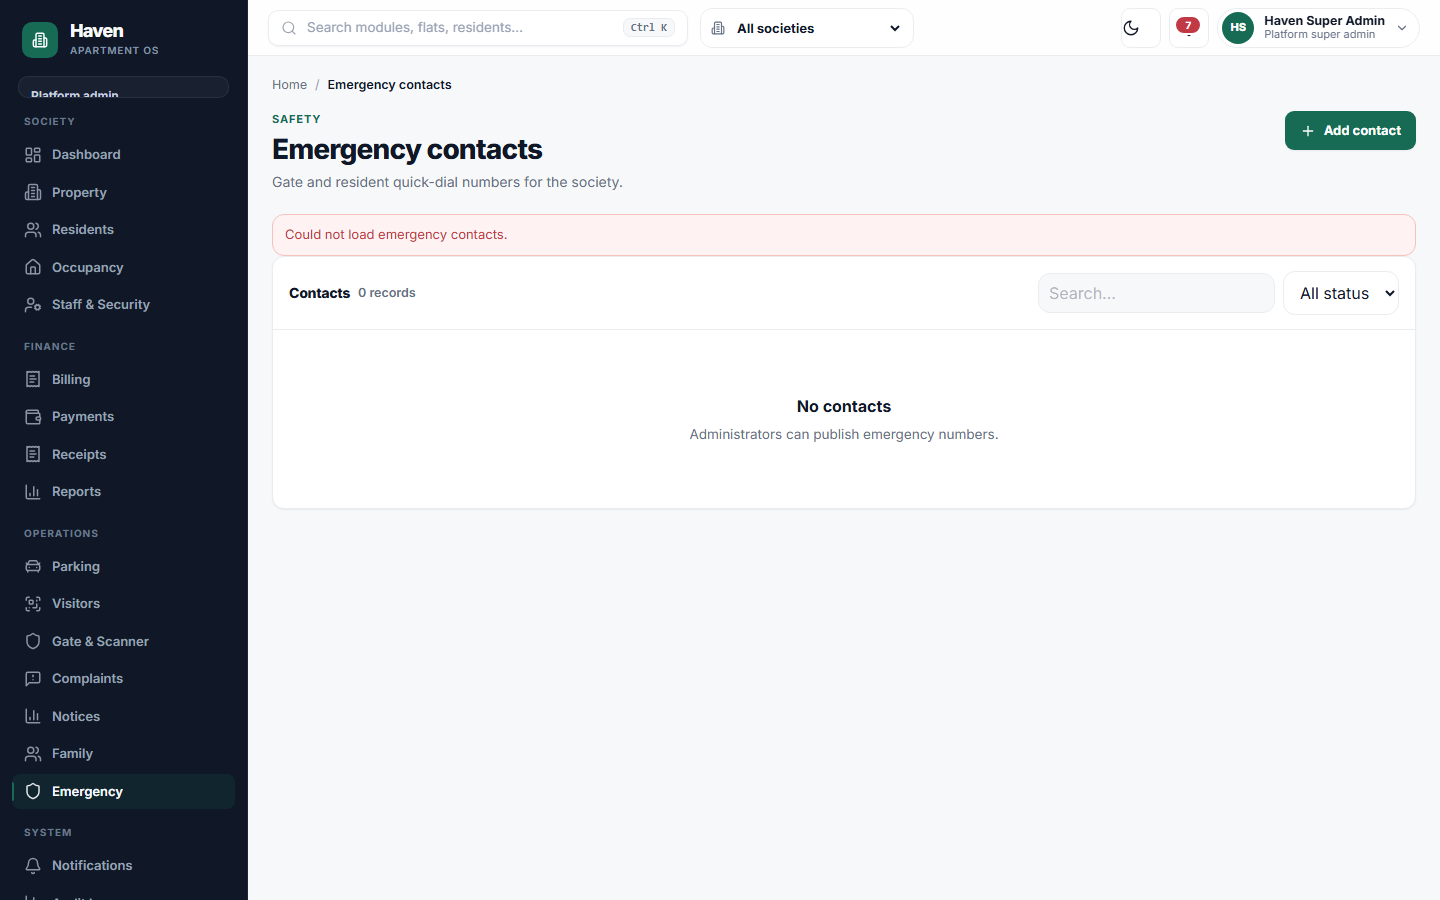 Haven
APARTMENT OS
Platform admin
SOCIETY
Dashboard
Property
Residents
Occupancy
Staff & Security
FINANCE
Billing
Payments
Receipts
Reports
OPERATIONS
Parking
Visitors
Gate & Scanner
Complaints
Notices
Family
Emergency
SYSTEM
Notifications
Search modules, flats, residents...
Ctrl K
All societies
7
HS
Haven Super Admin
Platform super admin
Home / Emergency contacts
SAFETY
Emergency contacts
Gate and resident quick-dial numbers for the society.
Add contact
Could not load emergency contacts.
Contacts 0 records
Search...
All status
No contacts
Administrators can publish emergency numbers.